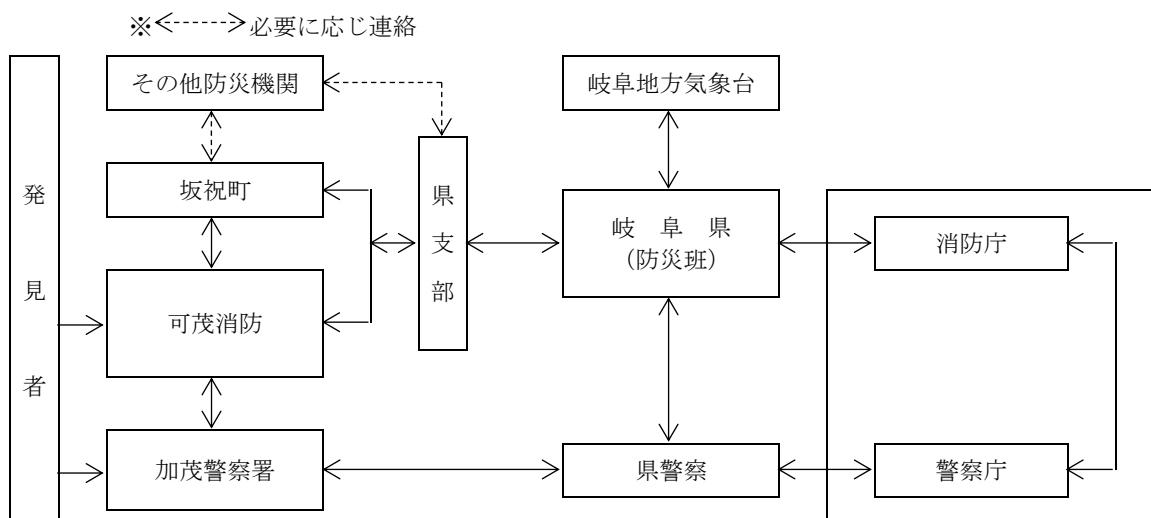 ※<------>必要に応じ連絡
その他防災機関
岐阜地方気象台
発見者
坂祝町
県支部
岐阜県
(防災班)
消防庁
可茂消防
加茂警察署
県警察
警察庁